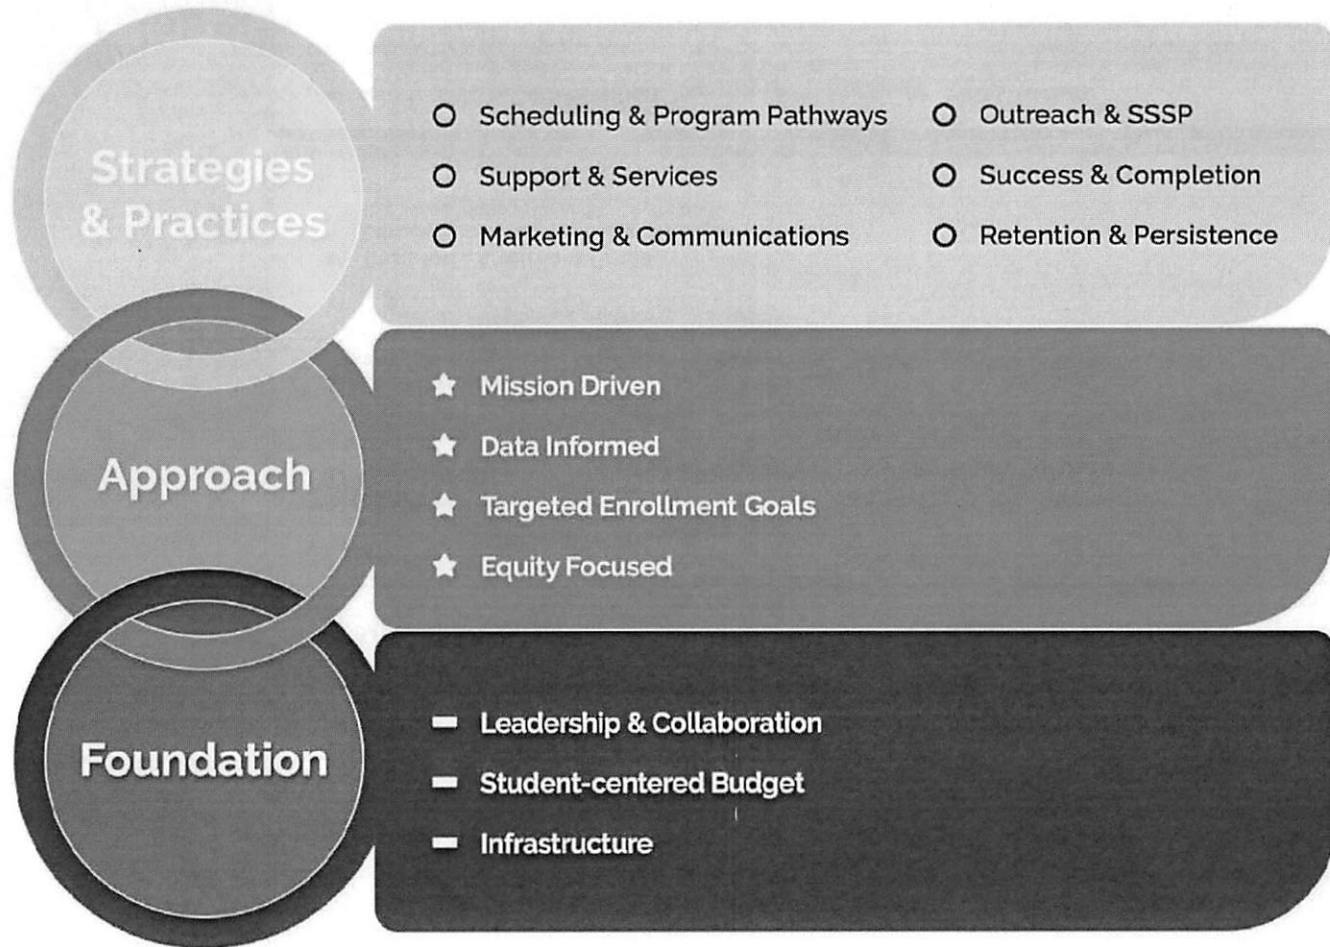 Strategies
& Practices
Scheduling & Program Pathways
Support & Services
Marketing & Communications
Outreach & SSSP
Success & Completion
Retention & Persistence
Approach
Mission Driven
Data Informed
Targeted Enrollment Goals
Equity Focused
Foundation
Leadership & Collaboration
Student-centered Budget
Infrastructure